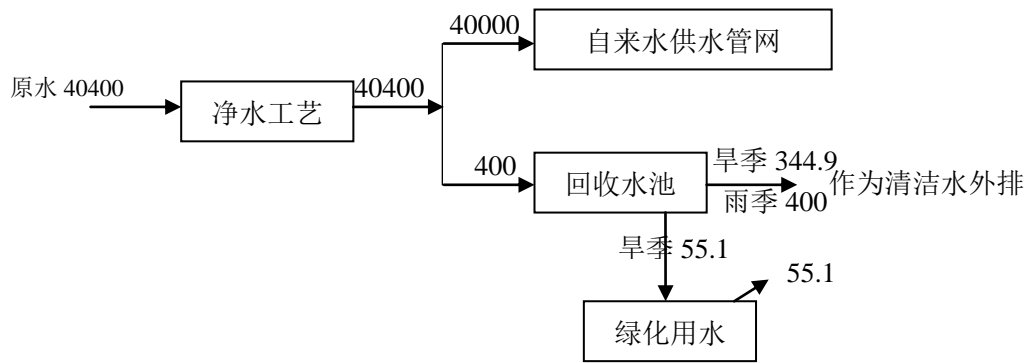 40000
自来水供水管网
原水 40400
净水工艺
40400
400
回收水池
旱季 344.9
雨季 400
作为清洁水外排
旱季 55.1
55.1
绿化用水